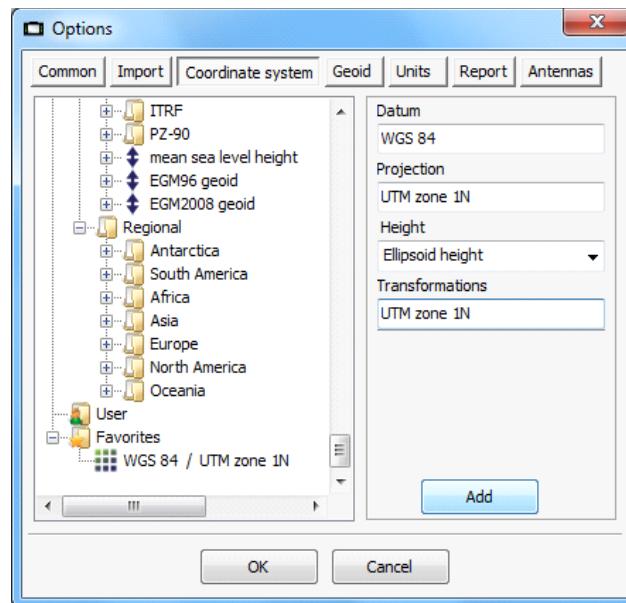 Options
Common Import Coordinate system Geoid Units Report Antennas
ITRF
PZ-90
mean sea level height
EGM96 geoid
EGM2008 geoid
Regional
Antarctica
South America
Africa
Asia
Europe
North America
Oceania
User
Favorites
WGS 84 / UTM zone 1N
Datum
WGS 84
Projection
UTM zone 1N
Height
Ellipsoid height
Transformations
UTM zone 1N
Add
OK Cancel